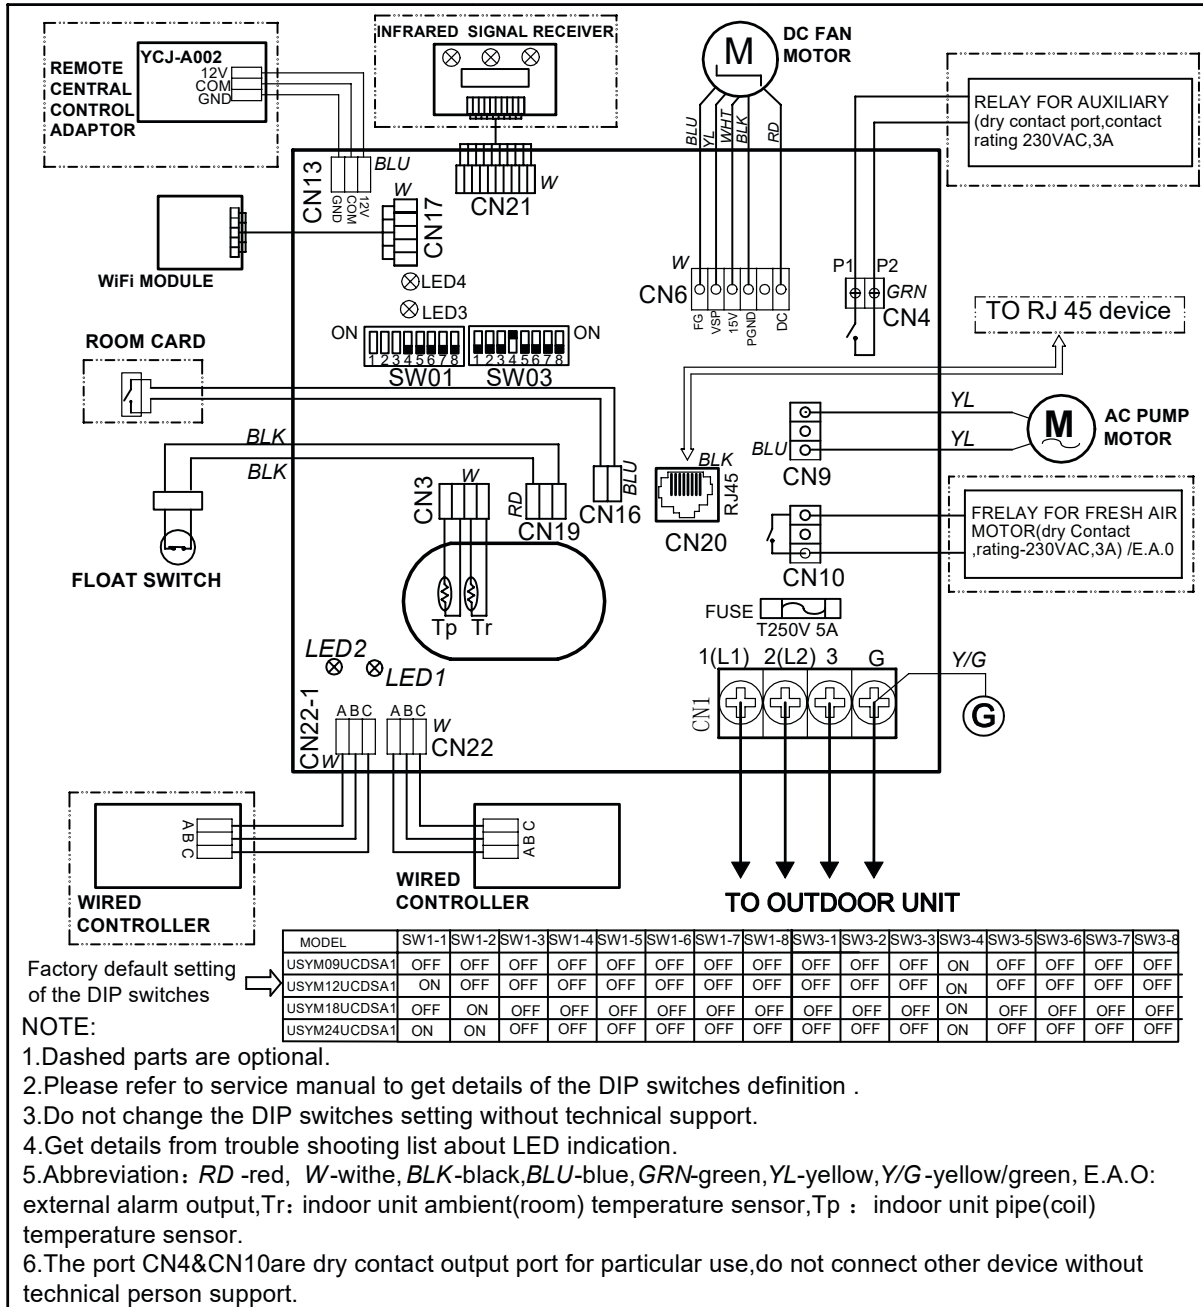 YCJ-A002
12V
COM
GND
REMOTE
CENTRAL
CONTROL
ADAPTOR
INFRARED SIGNAL RECEIVER
M
DC FAN
MOTOR
BLU
YL
WHT
BLK
RD
RELAY FOR AUXILIARY
(dry contact port,contact
rating 230VAC,3A
CN13
BLU
GND
COM
12V
W
CN21
W
CN17
WiFi MODULE
LED4
LED3
W
CN6
FG
VSP
15V
PGND
DC
P1 P2
GRN
CN4
TO RJ 45 device
ROOM CARD
ON
1 2 3 4 5 6 7 8
SW01
1 2 3 4 5 6 7 8
SW03
ON
YL
YL
M
AC PUMP
MOTOR
BLU
CN9
BLK
BLK
FLOAT SWITCH
CN3
W
RD
CN19
BLU
CN16
BLK
RJ45
CN20
CN10
FRELAY FOR FRESH AIR
MOTOR(dry Contact
,rating-230VAC,3A) /E.A.0
Tp Tr
FUSE
T250V 5A
LED2
LED1
1(L1) 2(L2) 3 G
CN1
Y/G
G
CN22-1
W
A B C
A B C
W
CN22
A B C
WIRED
CONTROLLER
A B C
WIRED
CONTROLLER
TO OUTDOOR UNIT
Factory default setting
of the DIP switches
MODEL SW1-1 SW1-2 SW1-3 SW1-4 SW1-5 SW1-6 SW1-7 SW1-8 SW3-1 SW3-2 SW3-3 SW3-4 SW3-5 SW3-6 SW3-7 SW3-8
USYM09UCDSA1 OFF OFF OFF OFF OFF OFF OFF OFF OFF OFF OFF ON OFF OFF OFF OFF
USYM12UCDSA1 ON OFF OFF OFF OFF OFF OFF OFF OFF OFF OFF ON OFF OFF OFF OFF
USYM18UCDSA1 OFF ON OFF OFF OFF OFF OFF OFF OFF OFF OFF ON OFF OFF OFF OFF
USYM24UCDSA1 ON ON OFF OFF OFF OFF OFF OFF OFF OFF OFF ON OFF OFF OFF OFF
NOTE:
1.Dashed parts are optional.
2.Please refer to service manual to get details of the DIP switches definition .
3.Do not change the DIP switches setting without technical support.
4.Get details from trouble shooting list about LED indication.
5.Abbreviation：RD -red, W-withe, BLK-black,BLU-blue,GRN-green,YL-yellow,Y/G-yellow/green, E.A.O:
external alarm output,Tr：indoor unit ambient(room) temperature sensor,Tp ：indoor unit pipe(coil)
temperature sensor.
6.The port CN4&CN10are dry contact output port for particular use,do not connect other device without
technical person support.